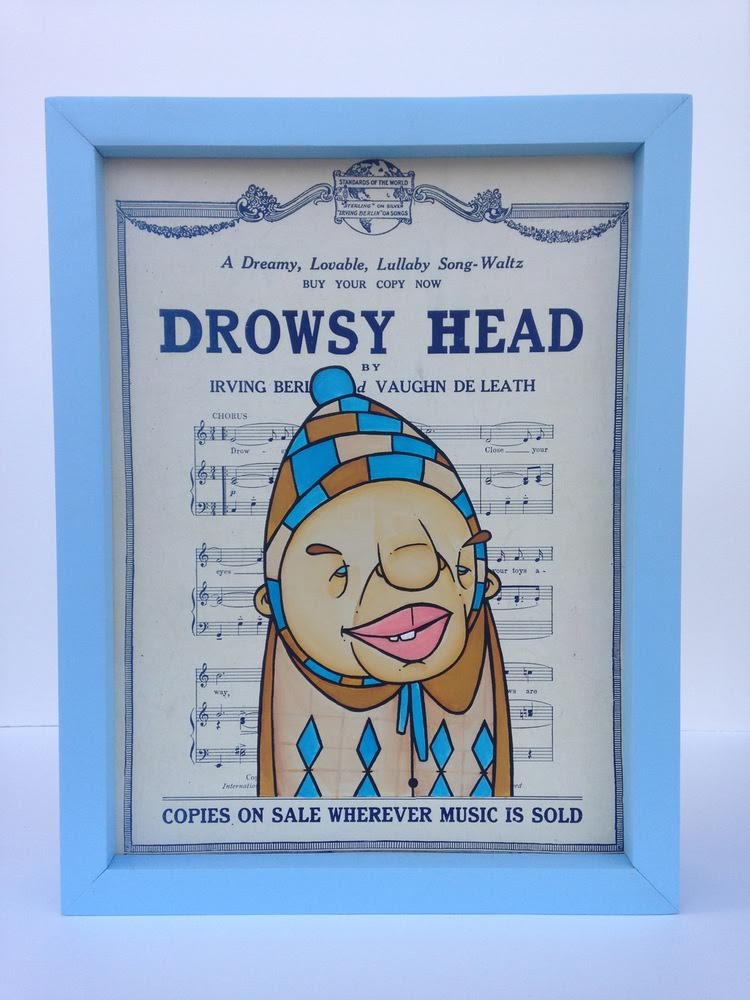 STANDARDS OF THE WORLD
"STERLING" ON SILVER
"IRVING BERLIN" ON SONGS
A Dreamy, Lovable, Lullaby Song-Waltz
BUY YOUR COPY NOW
DROWSY HEAD
BY
IRVING BERL d VAUGHN DE LEATH
CHORUS
Drow - Close your
p
eyes your toys a-
way, are
COPIES ON SALE WHEREVER MUSIC IS SOLD